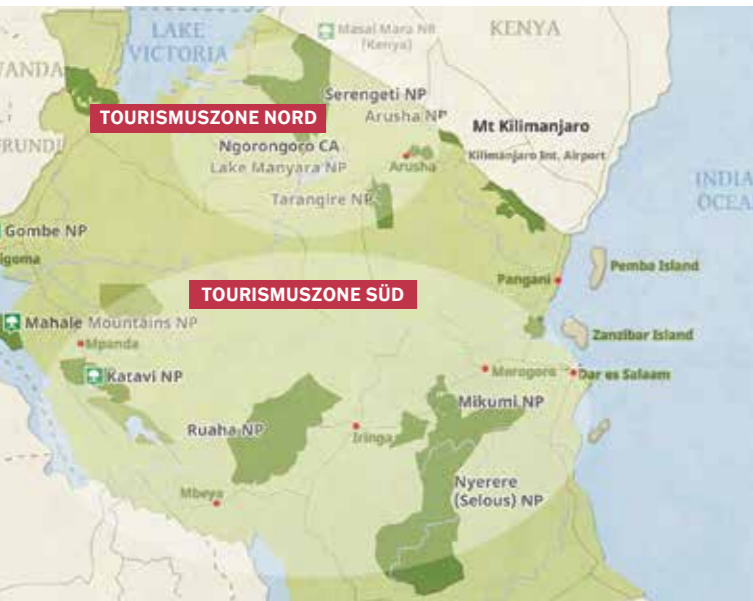 LAKE
VICTORIA
Masai Mara NR
(Kenya)
KENYA
WANDA
Serengeti NP
TOURISMUSZONE NORD
Arusha NP
Mt Kilimanjaro
RUNDI
Ngorongoro CA
Kilimanjaro Int. Airport
Lake Manyara NP
Arusha
INDIA
OCEA
Tarangire NP
Gombe NP
igoma
Pemba Island
Pangani
TOURISMUSZONE SÜD
Mahale Mountains NP
Zanzibar Island
Mpanda
Katavi NP
Morogoro
Dar es Salaam
Mikumi NP
Ruaha NP
Iringa
Nyerere
(Selous) NP
Mbeya